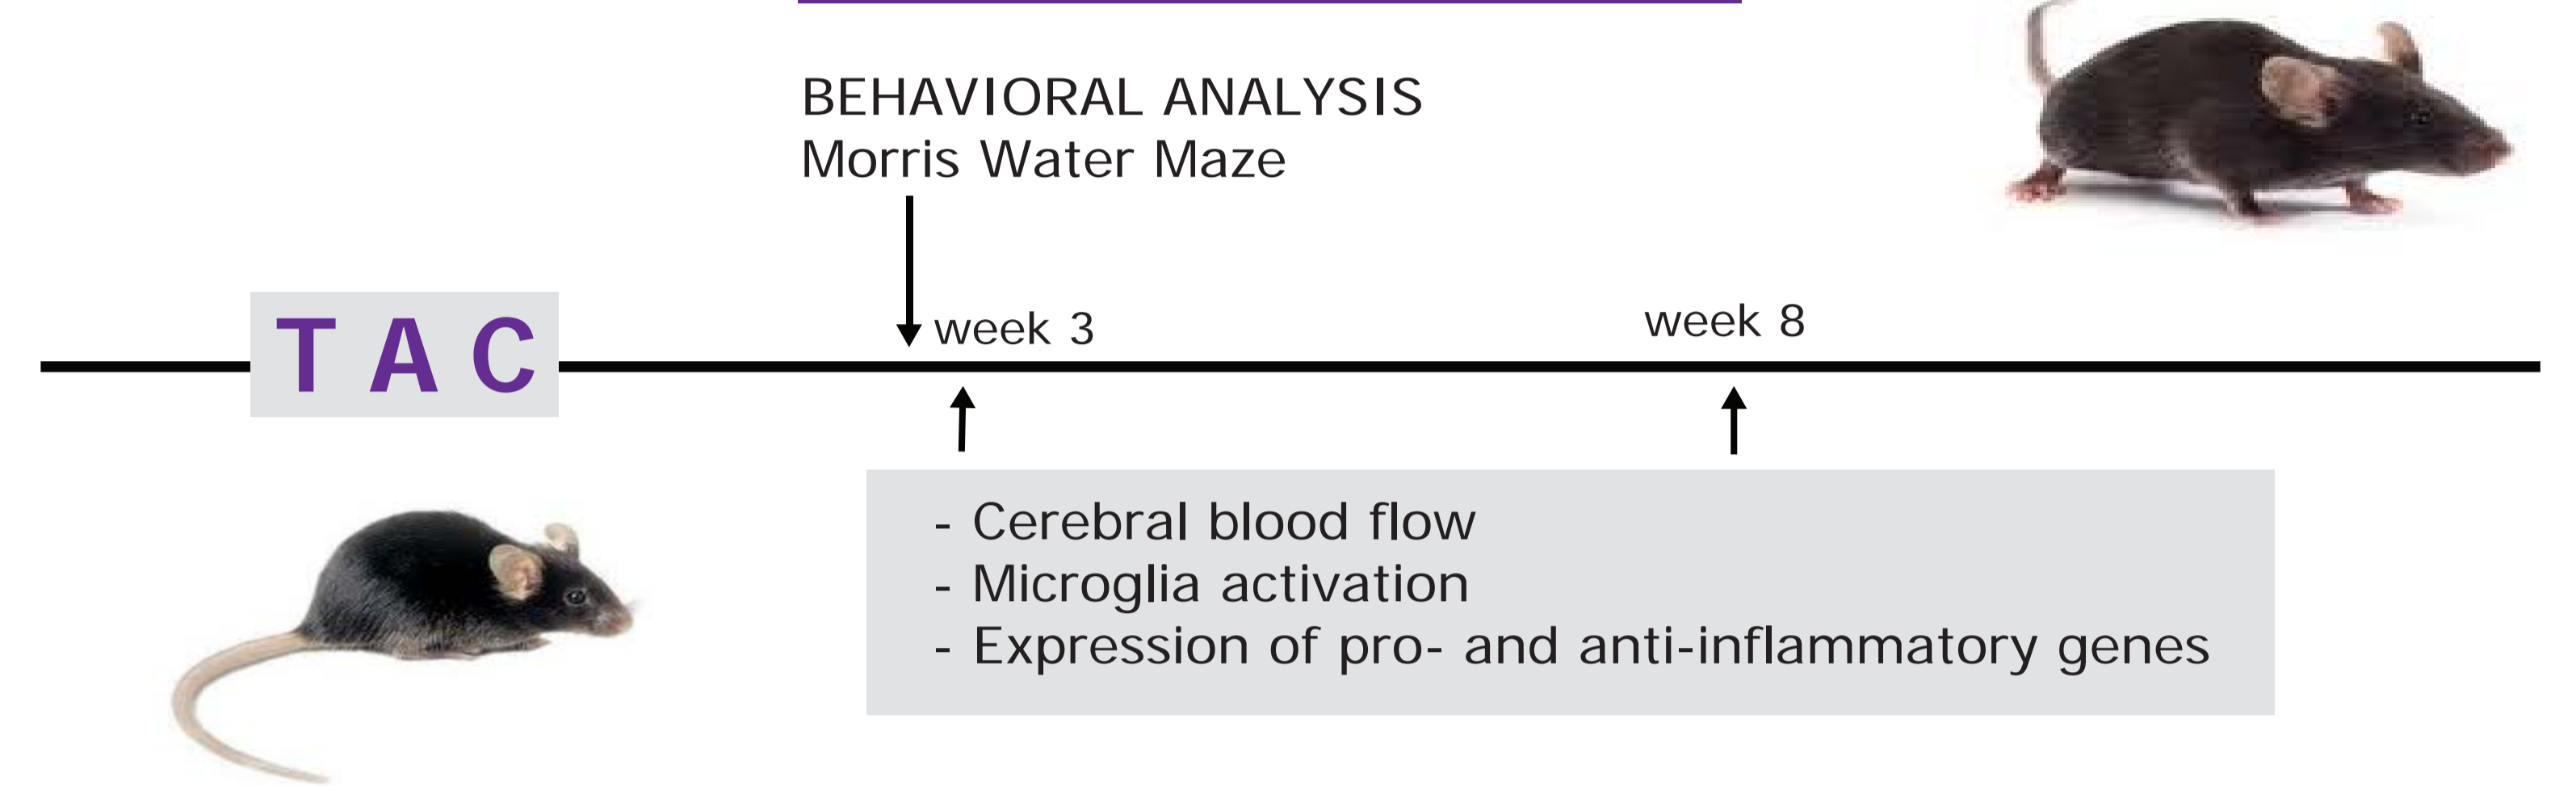 BEHAVIORAL ANALYSIS
Morris Water Maze
T A C
week 3
week 8
- Cerebral blood flow
- Microglia activation
- Expression of pro- and anti-inflammatory genes